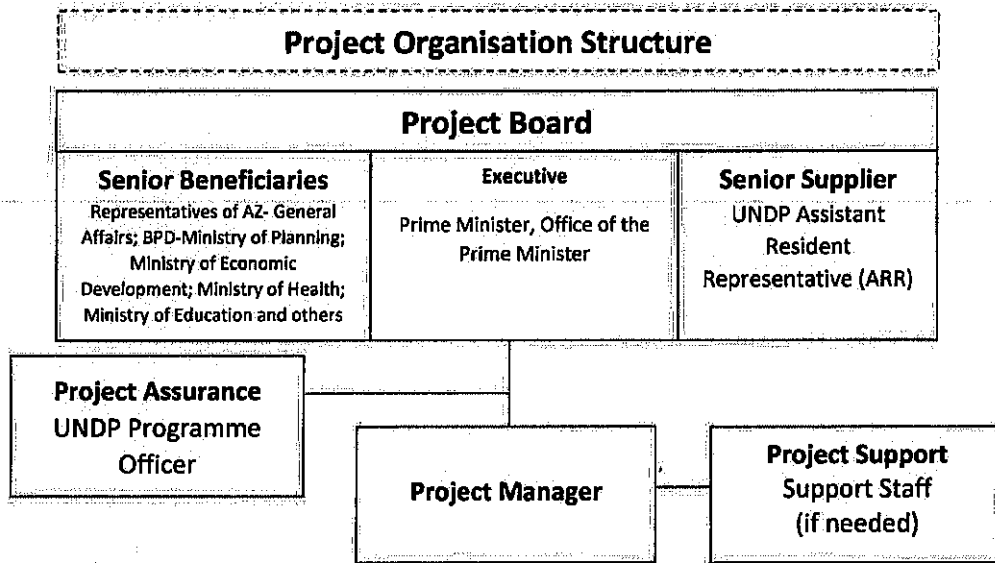 Project Organisation Structure
Project Board
Senior Beneficiaries
Representatives of AZ- General
Affairs; BPD-Ministry of Planning;
Ministry of Economic
Development; Ministry of Health;
Ministry of Education and others
Executive
Prime Minister, Office of the
Prime Minister
Senior Supplier
UNDP Assistant
Resident
Representative (ARR)
Project Assurance
UNDP Programme
Officer
Project Manager
Project Support
Support Staff
(if needed)